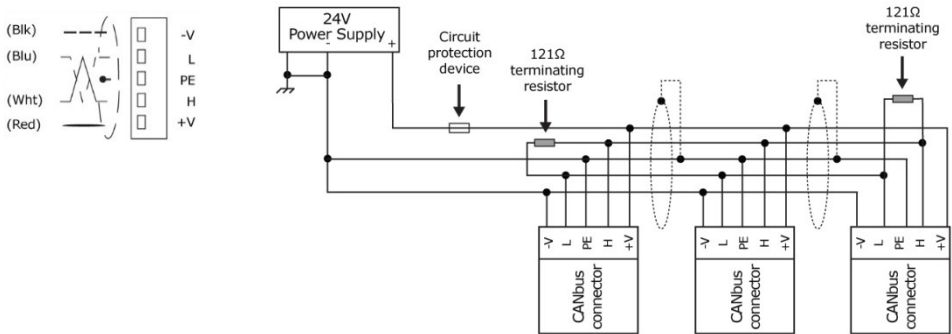 (Blk)
-V
(Blu)
L
PE
(Wht)
H
(Red)
+V
24V
Power Supply
-
+
Circuit
protection
device
121Ω
terminating
resistor
121Ω
terminating
resistor
-V L PE H +V
CANbus
connector
-V L PE H +V
CANbus
connector
-V L PE H +V
CANbus
connector